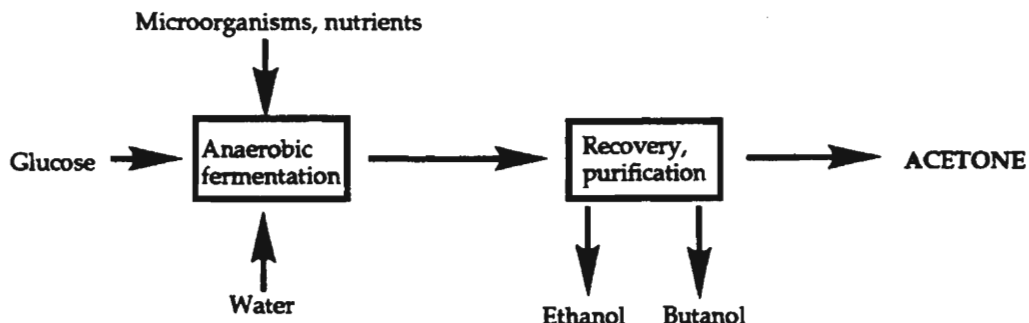 Microorganisms, nutrients
Glucose
Anaerobic
fermentation
Recovery,
purification
ACETONE
Water
Ethanol
Butanol